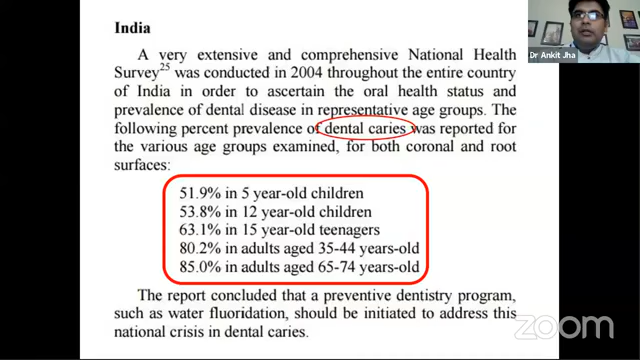 India
A very extensive and comprehensive National Health
Survey25 was conducted in 2004 throughout the entire country
of India in order to ascertain the oral health status and
prevalence of dental disease in representative age groups. The
following percent prevalence of dental caries was reported for
the various age groups examined, for both coronal and root
surfaces:
51.9% in 5 year-old children
53.8% in 12 year-old children
63.1% in 15 year-old teenagers
80.2% in adults aged 35-44 years-old
85.0% in adults aged 65-74 years-old
The report concluded that a preventive dentistry program,
such as water fluoridation, should be initiated to address this
national crisis in dental caries.
Dr Ankit Jha
zoom